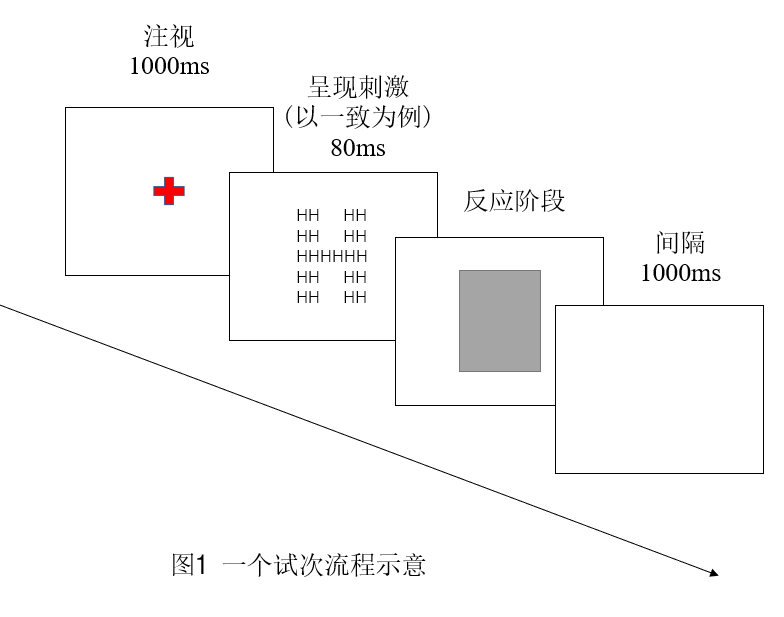 注视
1000ms
呈现刺激
（以一致为例）
80ms
HH HH
HH HH
HHHHHH
HH HH
HH HH
反应阶段
间隔
1000ms
图1 一个试次流程示意